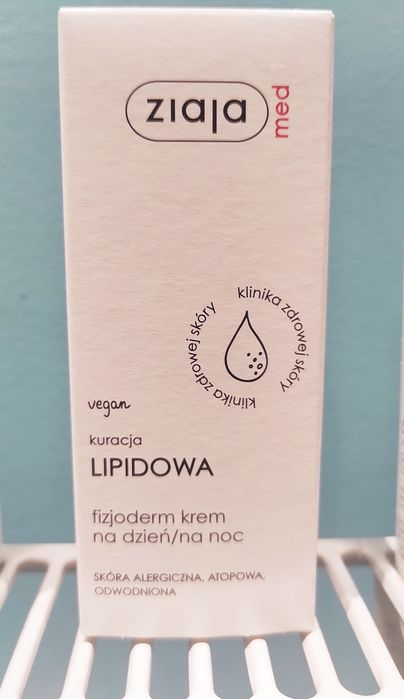 ziaja
med
klinika zdrowej skóry
klinika zdrowej skóry
vegan
kuracja
LIPIDOWA
fizjoderm krem
na dzień/na noc
SKÓRA ALERGICZNA, ATOPOWA,
ODWODNIONA